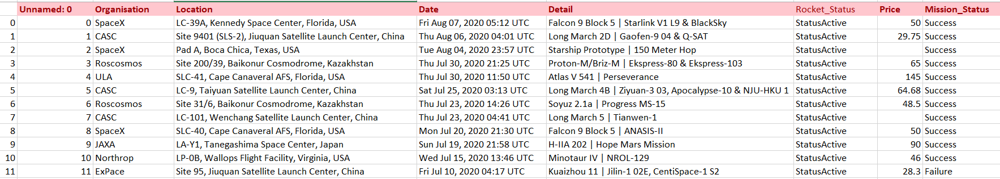 Unnamed: 0 Organisation Location Date Detail Rocket_Status Price Mission_Status
0 0 SpaceX LC-39A, Kennedy Space Center, Florida, USA Fri Aug 07, 2020 05:12 UTC Falcon 9 Block 5 | Starlink V1 L9 & BlackSky StatusActive 50 Success
1 1 CASC Site 9401 (SLS-2), Jiuquan Satellite Launch Center, China Thu Aug 06, 2020 04:01 UTC Long March 2D | Gaofen-9 04 & Q-SAT StatusActive 29.75 Success
2 2 SpaceX Pad A, Boca Chica, Texas, USA Tue Aug 04, 2020 23:57 UTC Starship Prototype | 150 Meter Hop StatusActive Success
3 3 Roscosmos Site 200/39, Baikonur Cosmodrome, Kazakhstan Thu Jul 30, 2020 21:25 UTC Proton-M/Briz-M | Ekspress-80 & Ekspress-103 StatusActive 65 Success
4 4 ULA SLC-41, Cape Canaveral AFS, Florida, USA Thu Jul 30, 2020 11:50 UTC Atlas V 541 | Perseverance StatusActive 145 Success
5 5 CASC LC-9, Taiyuan Satellite Launch Center, China Sat Jul 25, 2020 03:13 UTC Long March 4B | Ziyuan-3 03, Apocalypse-10 & NJU-HKU 1 StatusActive 64.68 Success
6 6 Roscosmos Site 31/6, Baikonur Cosmodrome, Kazakhstan Thu Jul 23, 2020 14:26 UTC Soyuz 2.1a | Progress MS-15 StatusActive 48.5 Success
7 7 CASC LC-101, Wenchang Satellite Launch Center, China Thu Jul 23, 2020 04:41 UTC Long March 5 | Tianwen-1 StatusActive Success
8 8 SpaceX SLC-40, Cape Canaveral AFS, Florida, USA Mon Jul 20, 2020 21:30 UTC Falcon 9 Block 5 | ANASIS-II StatusActive 50 Success
9 9 JAXA LA-Y1, Tanegashima Space Center, Japan Sun Jul 19, 2020 21:58 UTC H-IIA 202 | Hope Mars Mission StatusActive 90 Success
10 10 Northrop LP-0B, Wallops Flight Facility, Virginia, USA Wed Jul 15, 2020 13:46 UTC Minotaur IV | NROL-129 StatusActive 46 Success
11 11 ExPace Site 95, Jiuquan Satellite Launch Center, China Fri Jul 10, 2020 04:17 UTC Kuaizhou 11 | Jilin-1 02E, CentiSpace-1 S2 StatusActive 28.3 Failure